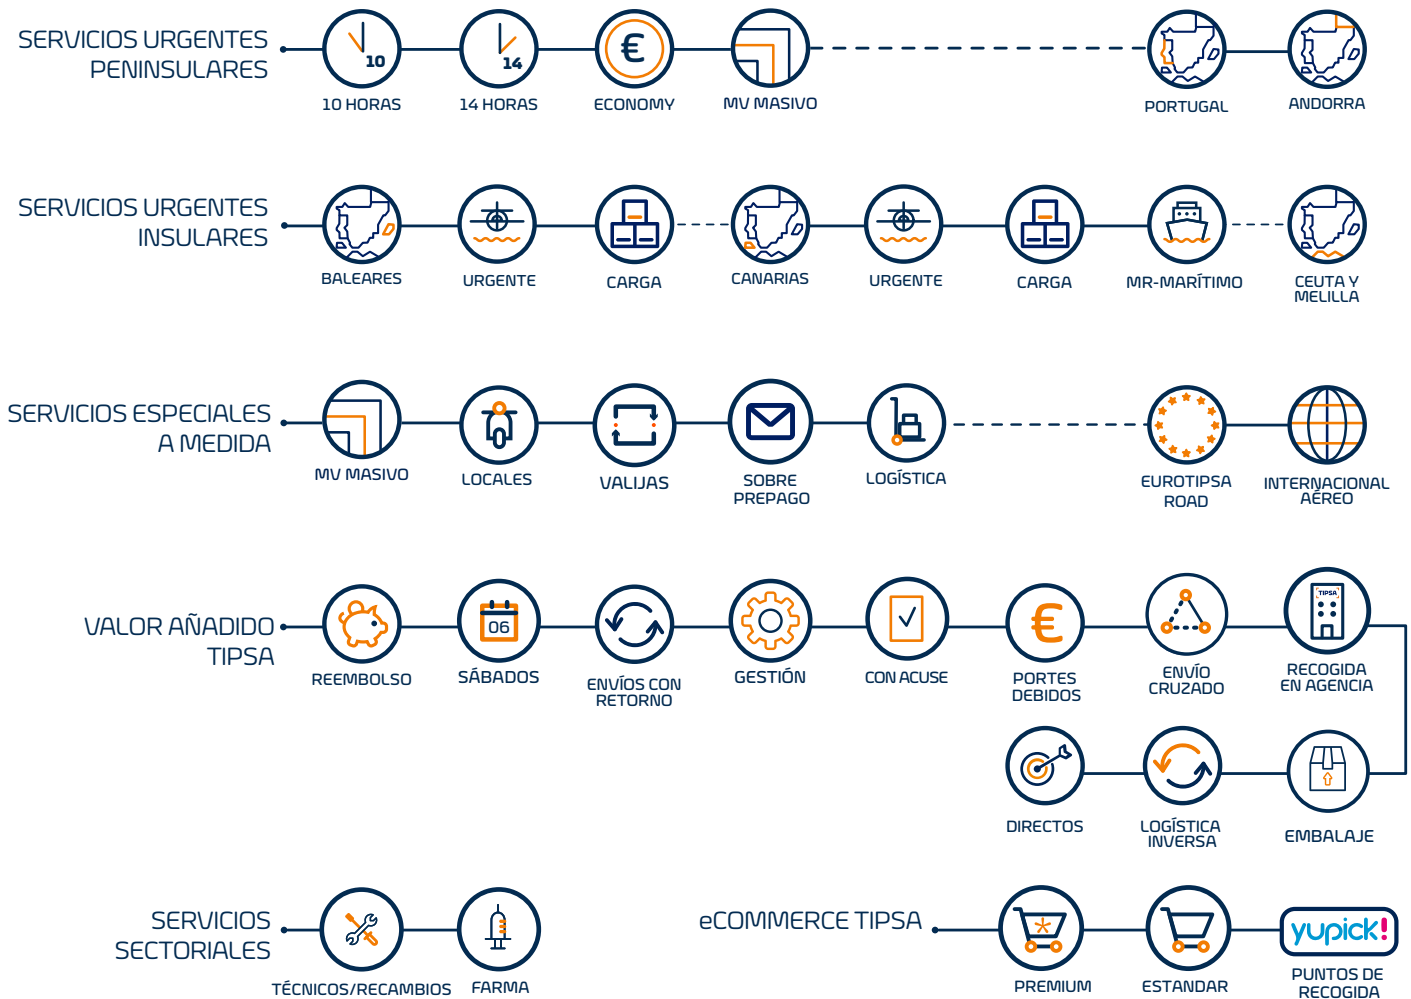 SERVICIOS URGENTES
PENINSULARES
10
14
€
10 HORAS
14 HORAS
ECONOMY
MV MASIVO
PORTUGAL
ANDORRA
SERVICIOS URGENTES
INSULARES
BALEARES
URGENTE
CARGA
CANARIAS
URGENTE
CARGA
MR-MARÍTIMO
CEUTA Y
MELILLA
SERVICIOS ESPECIALES
A MEDIDA
MV MASIVO
LOCALES
VALIJAS
SOBRE
PREPAGO
LOGÍSTICA
EUROTIPSA
ROAD
INTERNACIONAL
AÉREO
VALOR AÑADIDO
TIPSA
06
€
TIPSA
REEMBOLSO
SÁBADOS
ENVÍOS CON
RETORNO
GESTIÓN
CON ACUSE
PORTES
DEBIDOS
ENVÍO
CRUZADO
RECOGIDA
EN AGENCIA
DIRECTOS
LOGÍSTICA
INVERSA
EMBALAJE
SERVICIOS
SECTORIALES
TÉCNICOS/RECAMBIOS
FARMA
eCOMMERCE TIPSA
yupick!
PREMIUM
ESTANDAR
PUNTOS DE
RECOGIDA